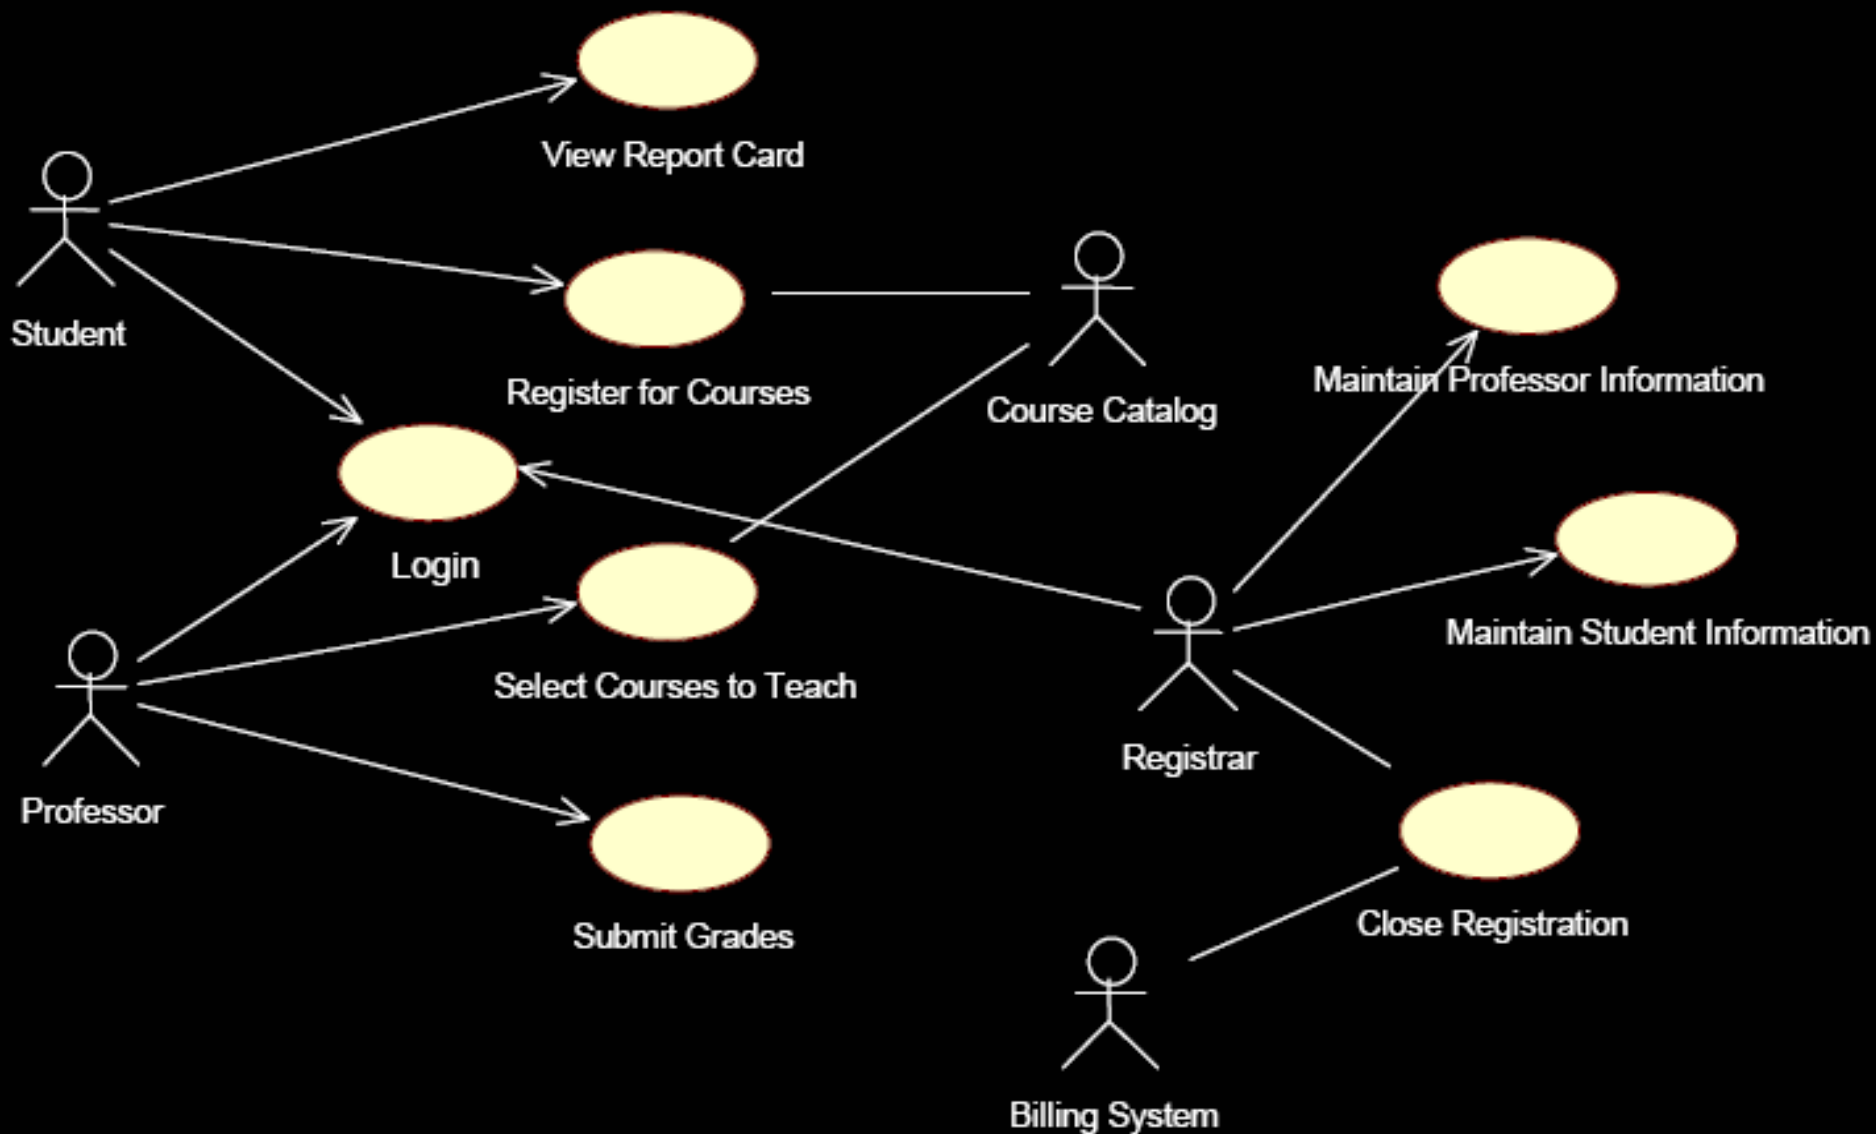 View Report Card
Student
Register for Courses
Course Catalog
Maintain Professor Information
Login
Maintain Student Information
Select Courses to Teach
Registrar
Professor
Submit Grades
Close Registration
Billing System